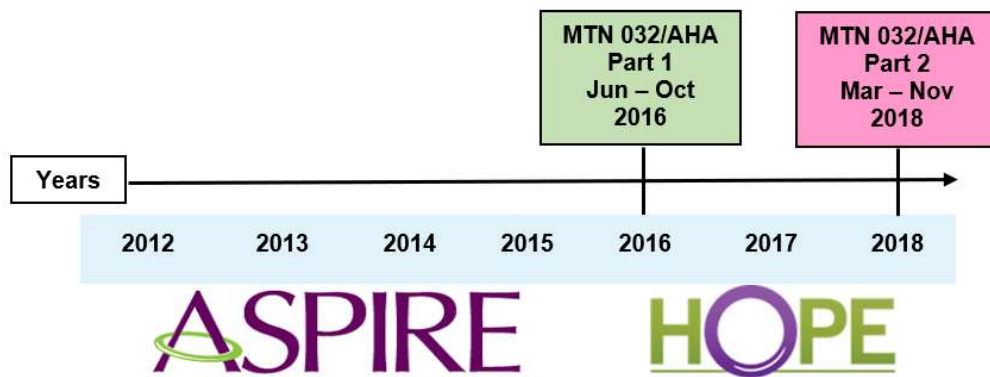 MTN 032/AHA
Part 1
Jun – Oct
2016
MTN 032/AHA
Part 2
Mar – Nov
2018
Years
2012 2013 2014 2015 2016 2017 2018
ASPIRE HOPE